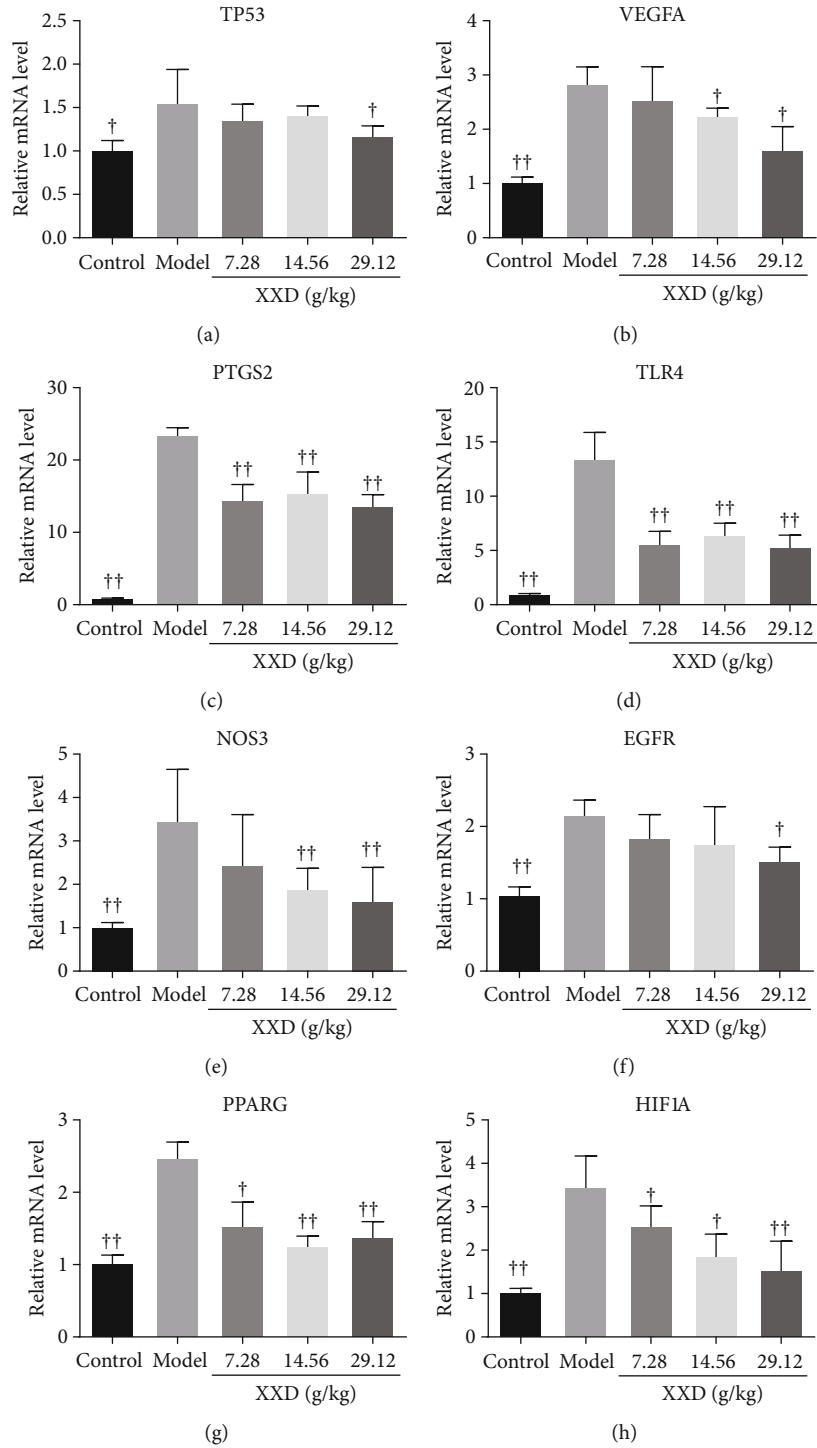 TP53
Relative mRNA level
2.5
2.0
1.5
1.0
0.5
0.0
†
†
Control Model 7.28 14.56 29.12
XXD (g/kg)
(a)
VEGFA
Relative mRNA level
4
3
2
1
0
††
†
†
Control Model 7.28 14.56 29.12
XXD (g/kg)
(b)
PTGS2
Relative mRNA level
30
20
10
0
††
††
††
††
Control Model 7.28 14.56 29.12
XXD (g/kg)
(c)
TLR4
Relative mRNA level
20
15
10
5
0
††
††
††
††
Control Model 7.28 14.56 29.12
XXD (g/kg)
(d)
NOS3
Relative mRNA level
5
4
3
2
1
0
††
††
††
Control Model 7.28 14.56 29.12
XXD (g/kg)
(e)
EGFR
Relative mRNA level
3
2
1
0
††
†
Control Model 7.28 14.56 29.12
XXD (g/kg)
(f)
PPARG
Relative mRNA level
3
2
1
0
††
†
††
††
Control Model 7.28 14.56 29.12
XXD (g/kg)
(g)
HIF1A
Relative mRNA level
5
4
3
2
1
0
††
†
†
††
Control Model 7.28 14.56 29.12
XXD (g/kg)
(h)